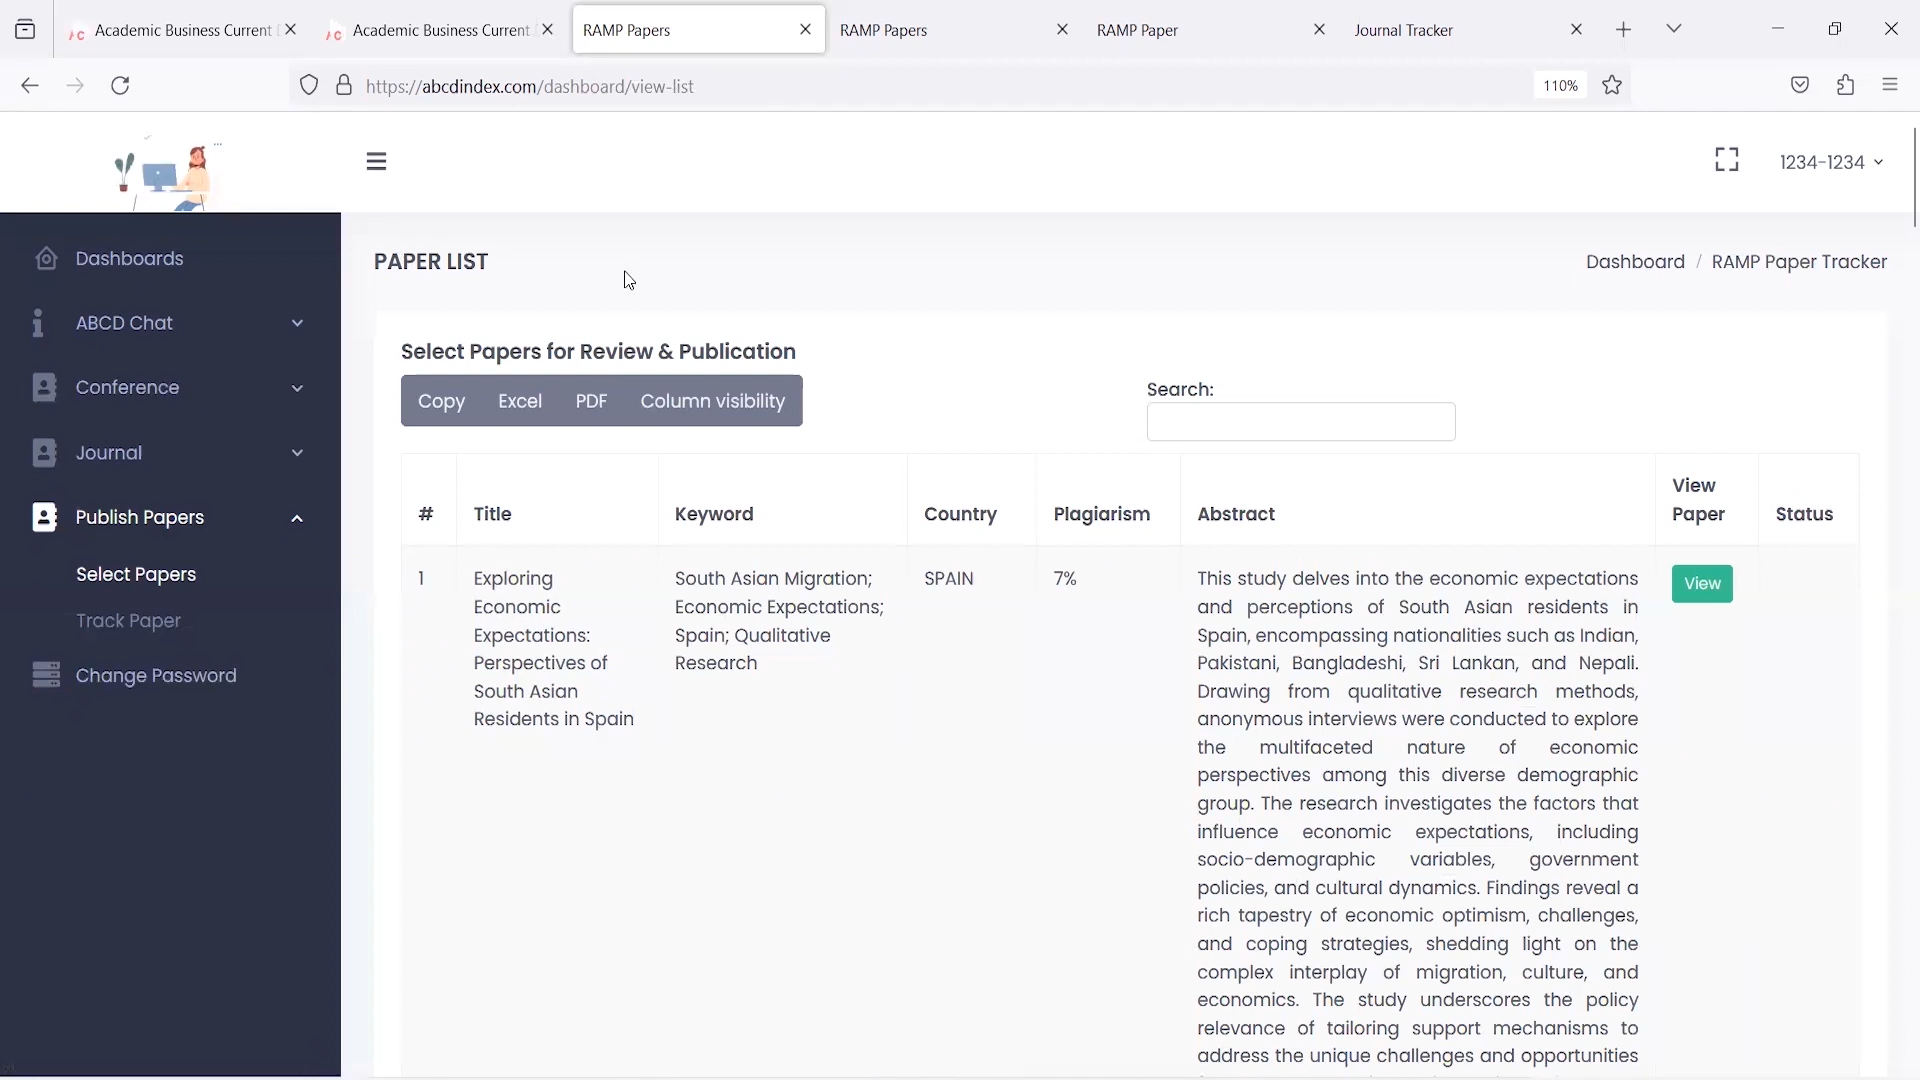 Academic Business Current
Academic Business Current
RAMP Papers
RAMP Papers
RAMP Paper
Journal Tracker
https://abcdindex.com/dashboard/view-list
110%
1234-1234
Dashboards
ABCD Chat
Conference
Journal
Publish Papers
Select Papers
Track Paper
Change Password
PAPER LIST
Dashboard / RAMP Paper Tracker
Select Papers for Review & Publication
Copy Excel PDF Column visibility
Search:
# Title Keyword Country Plagiarism Abstract View Paper Status
1
Exploring
Economic
Expectations:
Perspectives of
South Asian
Residents in Spain
South Asian Migration;
Economic Expectations;
Spain; Qualitative
Research
SPAIN
7%
This study delves into the economic expectations
and perceptions of South Asian residents in
Spain, encompassing nationalities such as Indian,
Pakistani, Bangladeshi, Sri Lankan, and Nepali.
Drawing from qualitative research methods,
anonymous interviews were conducted to explore
the multifaceted nature of economic
perspectives among this diverse demographic
group. The research investigates the factors that
influence economic expectations, including
socio-demographic variables, government
policies, and cultural dynamics. Findings reveal a
rich tapestry of economic optimism, challenges,
and coping strategies, shedding light on the
complex interplay of migration, culture, and
economics. The study underscores the policy
relevance of tailoring support mechanisms to
address the unique challenges and opportunities
View